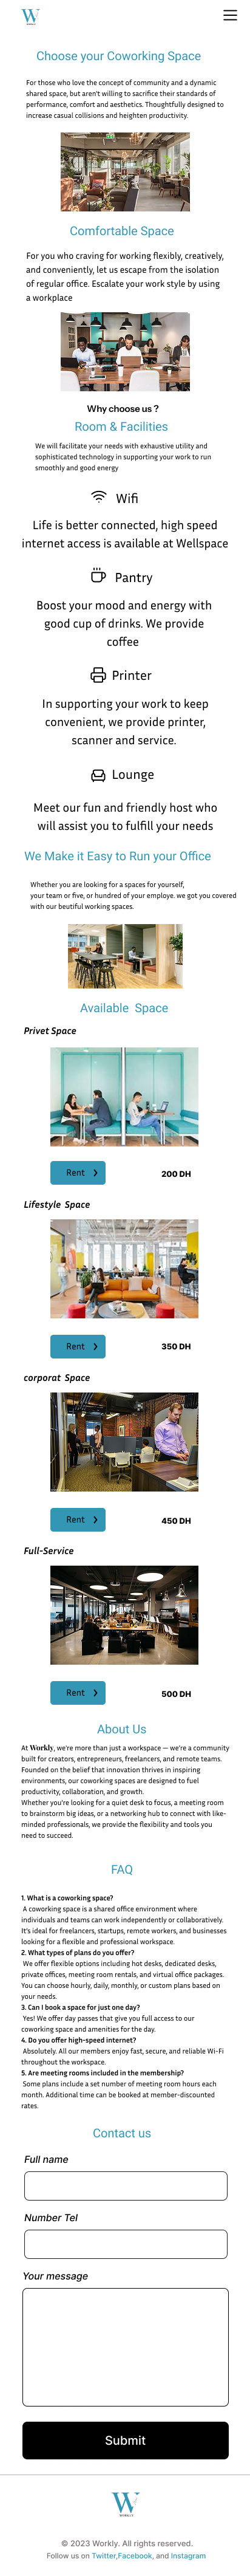 W
Choose your Coworking Space
For those who love the concept of community and a dynamic
shared space, but aren't willing to sacrifice their standards of
performance, comfort and aesthetics. Thoughtfully designed to
increase casual collisions and heighten productivity.
Comfortable Space
For you who craving for working flexibly, creatively,
and conveniently, let us escape from the isolation
of regular office. Escalate your work style by using
a workplace
Why choose us ?
Room & Facilities
We will facilitate your needs with exhaustive utility and
sophisticated technology in supporting your work to run
smoothly and good energy
Wifi
Life is better connected, high speed
internet access is available at Wellspace
Pantry
Boost your mood and energy with
good cup of drinks. We provide
coffee
Printer
In supporting your work to keep
convenient, we provide printer,
scanner and service.
Lounge
Meet our fun and friendly host who
will assist you to fulfill your needs
We Make it Easy to Run your Office
Whether you are looking for a spaces for yourself,
your team or five, or hundred of your employe. we got you covered
with our beutiful working spaces.
Available Space
Privet Space
Rent >
200 DH
Lifestyle Space
Rent >
350 DH
corporat Space
Rent >
450 DH
Full-Service
Rent >
500 DH
About Us
At Workly, we're more than just a workspace — we're a community
built for creators, entrepreneurs, freelancers, and remote teams.
Founded on the belief that innovation thrives in inspiring
environments, our coworking spaces are designed to fuel
productivity, collaboration, and growth.
Whether you're looking for a quiet desk to focus, a meeting room
to brainstorm big ideas, or a networking hub to connect with like-
minded professionals, we provide the flexibility and tools you
need to succeed.
FAQ
1. What is a coworking space?
A coworking space is a shared office environment where
individuals and teams can work independently or collaboratively.
It's ideal for freelancers, startups, remote workers, and businesses
looking for a flexible and professional workspace.
2. What types of plans do you offer?
We offer flexible options including hot desks, dedicated desks,
private offices, meeting room rentals, and virtual office packages.
You can choose hourly, daily, monthly, or custom plans based on
your needs.
3. Can I book a space for just one day?
Yes! We offer day passes that give you full access to our
coworking space and amenities for the day.
4. Do you offer high-speed internet?
Absolutely. All our members enjoy fast, secure, and reliable Wi-Fi
throughout the workspace.
5. Are meeting rooms included in the membership?
Some plans include a set number of meeting room hours each
month. Additional time can be booked at member-discounted
rates.
Contact us
Full name
Number Tel
Your message
Submit
W
WORKLY
© 2023 Workly. All rights reserved.
Follow us on Twitter,Facebook, and Instagram